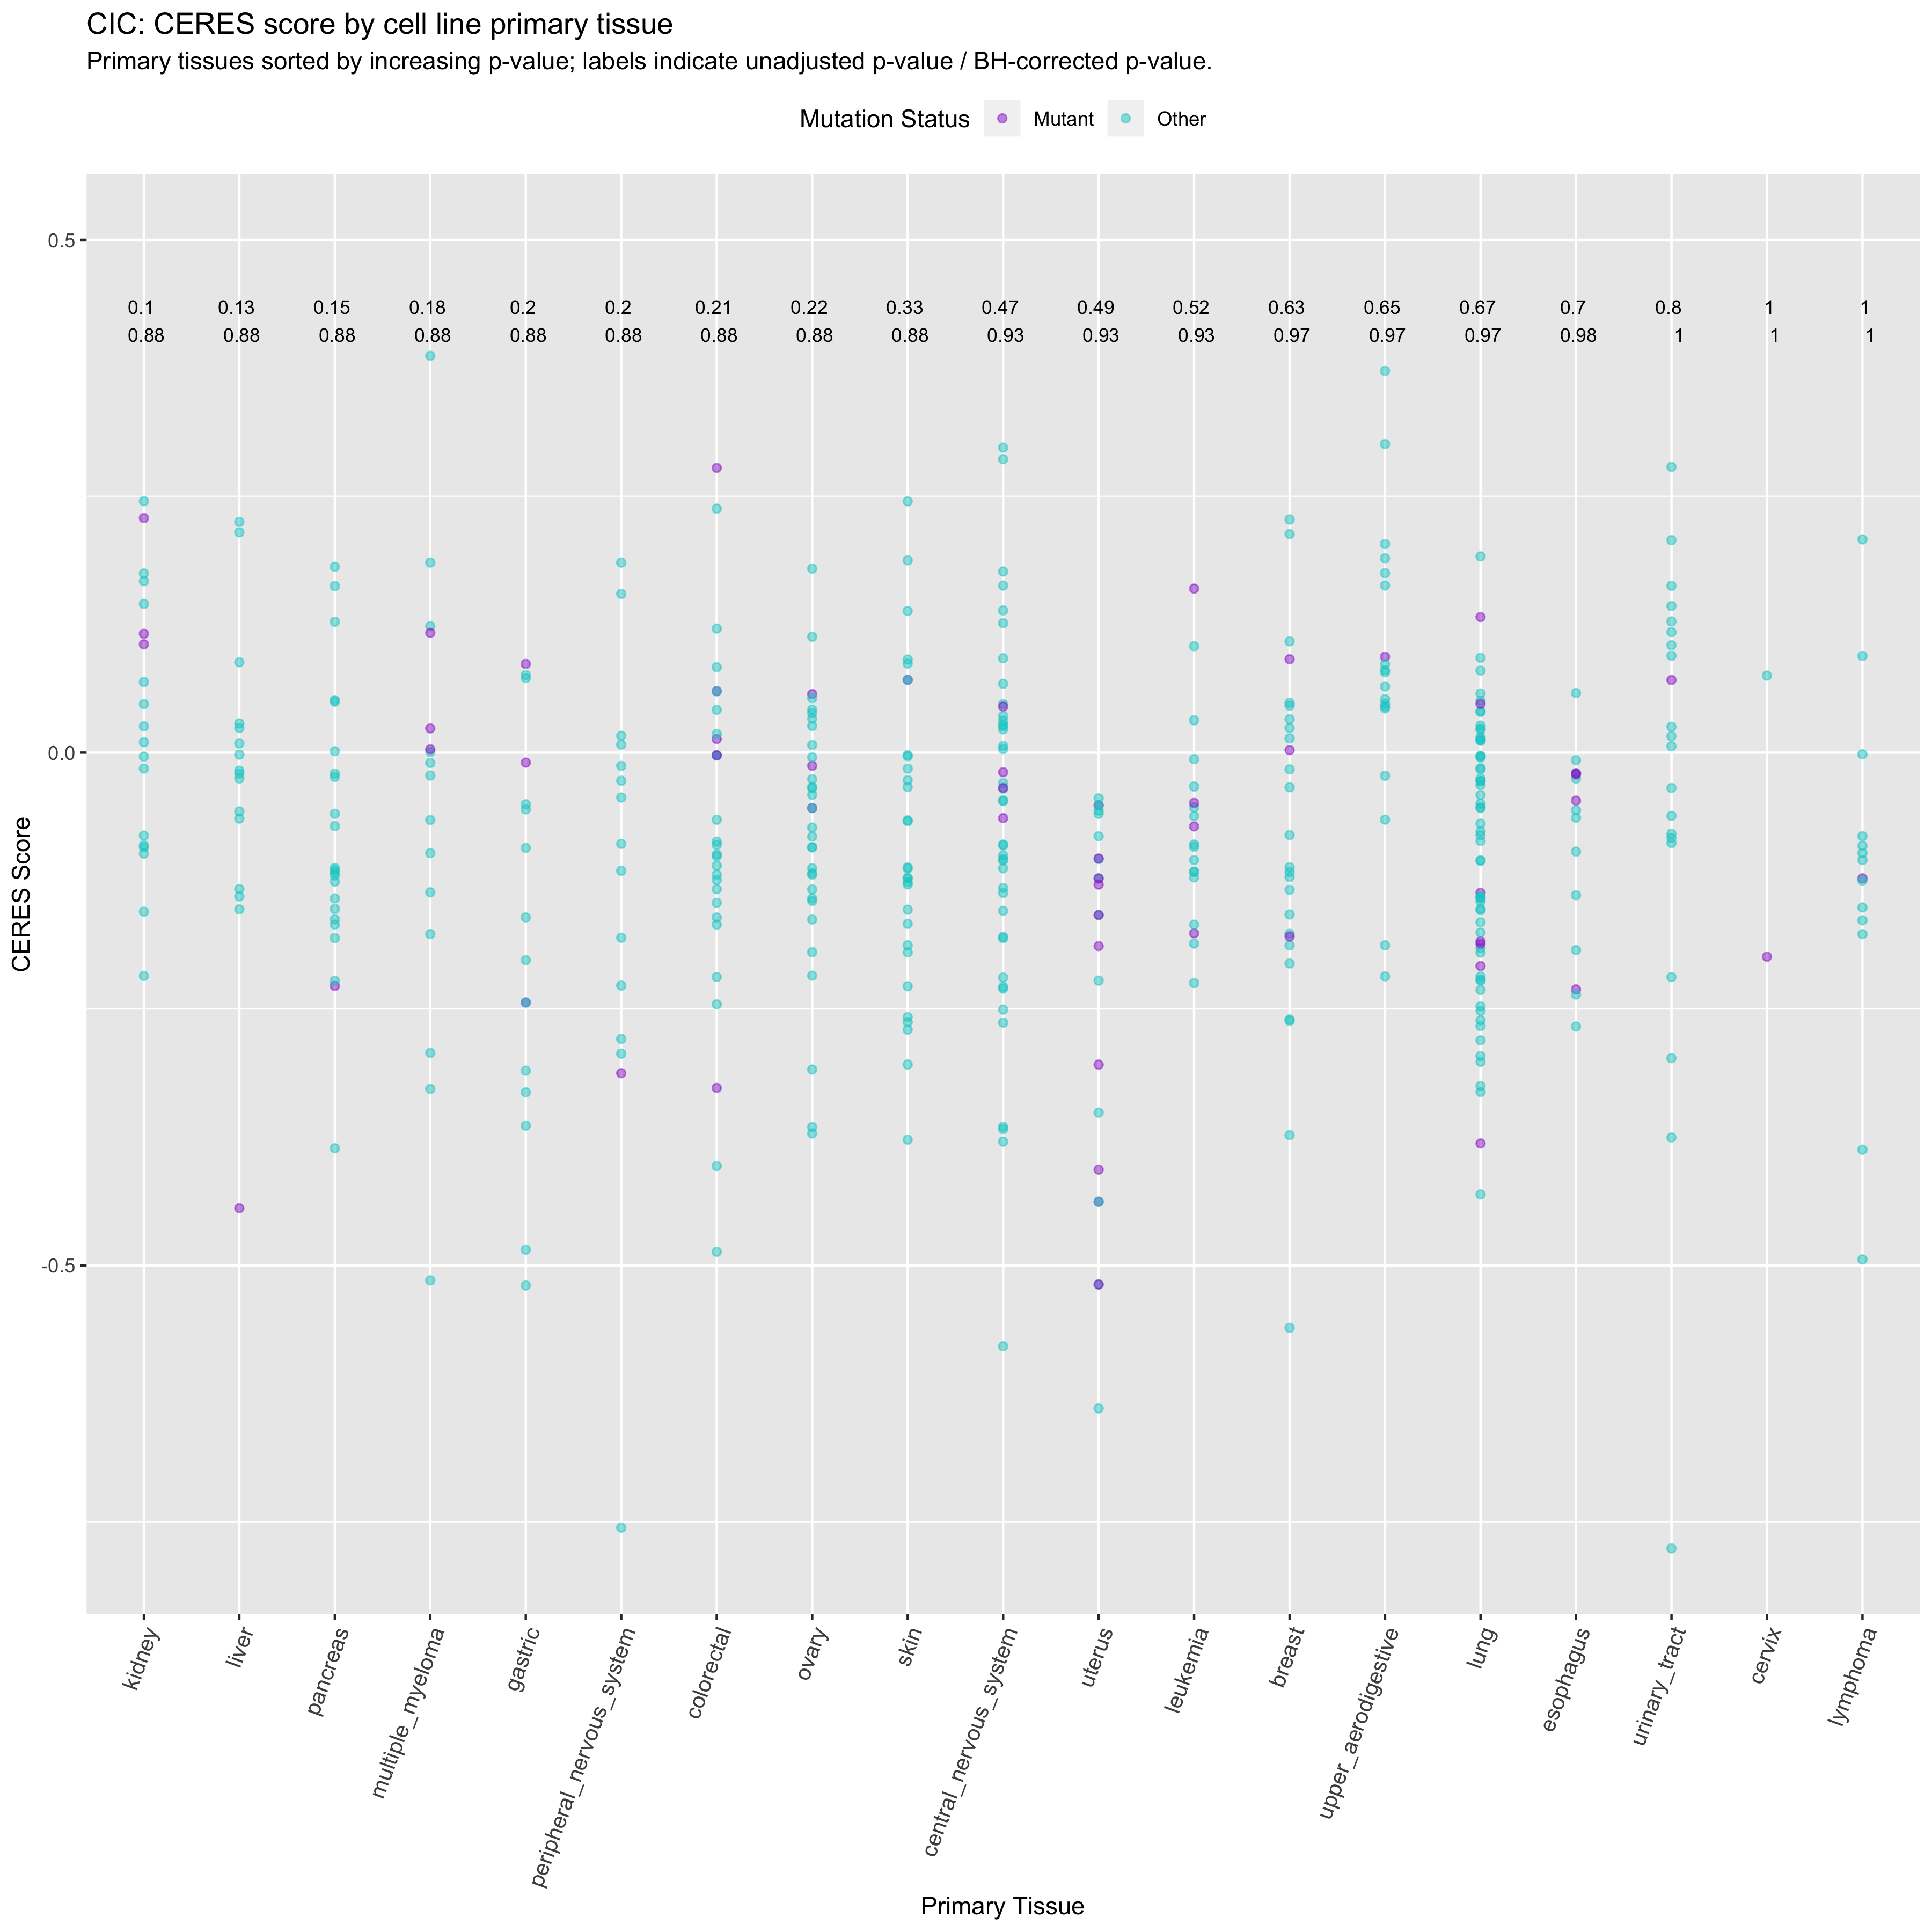 CIC: CERES score by cell line primary tissue
Primary tissues sorted by increasing p-value; labels indicate unadjusted p-value / BH-corrected p-value.
Mutation Status Mutant Other
0.5
0.1 0.13 0.15 0.18 0.2 0.2 0.21 0.22 0.33 0.47 0.49 0.52 0.63 0.65 0.67 0.7 0.8 1 1
0.88 0.88 0.88 0.88 0.88 0.88 0.88 0.88 0.88 0.93 0.93 0.93 0.97 0.97 0.97 0.98 1 1 1
0.0
CERES Score
-0.5
kidney liver pancreas multiple_myeloma gastric peripheral_nervous_system colorectal ovary skin central_nervous_system uterus leukemia breast upper_aerodigestive lung esophagus urinary_tract cervix lymphoma
Primary Tissue